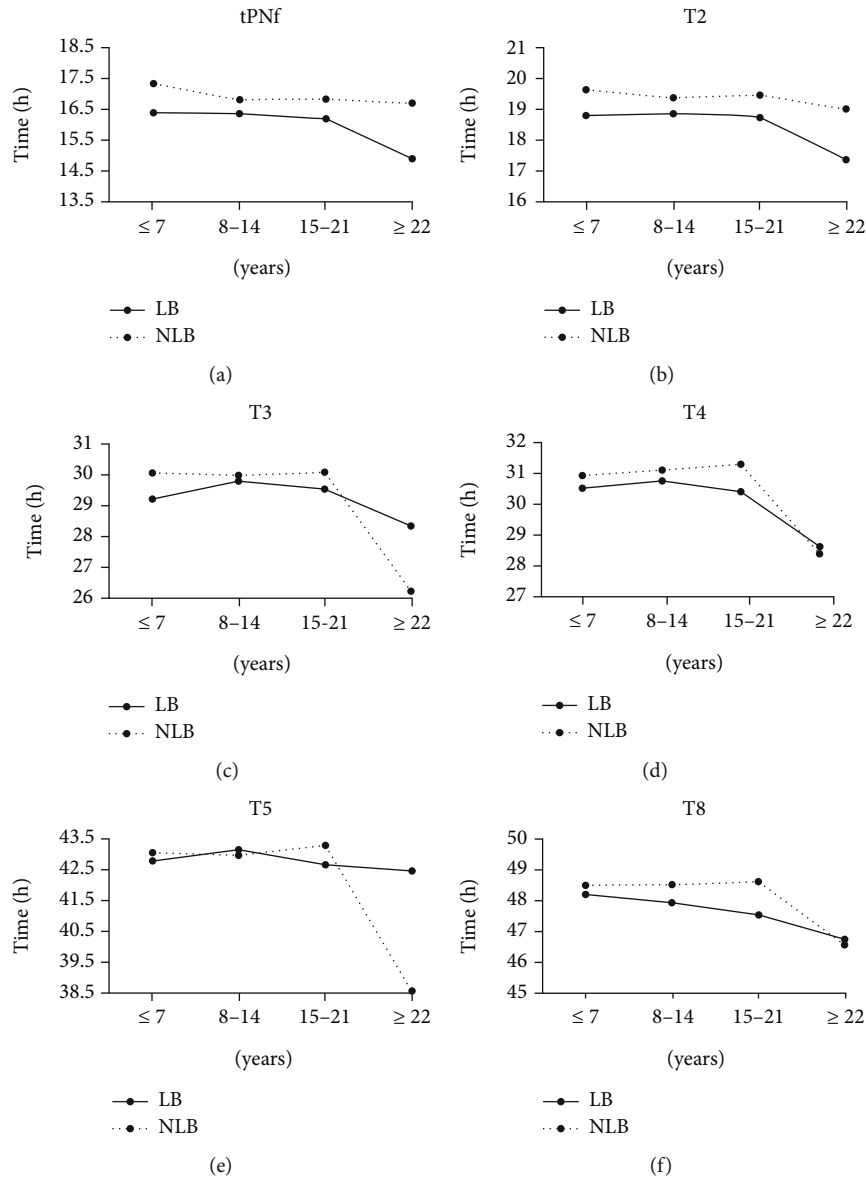 tPNf
18.5
17.5
16.5
15.5
14.5
13.5
Time (h)
≤ 7 8–14 15–21 ≥ 22
(years)
LB
NLB
(a)
T2
21
20
19
18
17
16
Time (h)
≤ 7 8–14 15–21 ≥ 22
(years)
LB
NLB
(b)
T3
31
30
29
28
27
26
Time (h)
≤ 7 8–14 15-21 ≥ 22
(years)
LB
NLB
(c)
T4
32
31
30
29
28
27
Time (h)
≤ 7 8–14 15–21 ≥ 22
(years)
LB
NLB
(d)
T5
43.5
42.5
41.5
40.5
39.5
38.5
Time (h)
≤ 7 8–14 15–21 ≥ 22
(years)
LB
NLB
(e)
T8
50
49
48
47
46
45
Time (h)
≤ 7 8–14 15–21 ≥ 22
(years)
LB
NLB
(f)